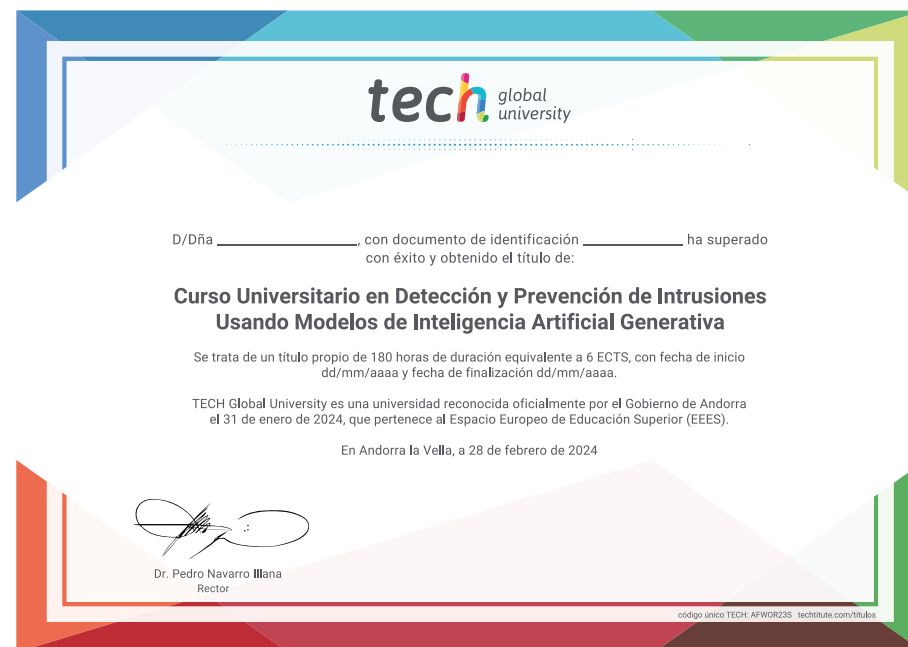 tech global university
D/Dña ____________________, con documento de identificación ______________ ha superado
con éxito y obtenido el título de:
Curso Universitario en Detección y Prevención de Intrusiones
Usando Modelos de Inteligencia Artificial Generativa
Se trata de un título propio de 180 horas de duración equivalente a 6 ECTS, con fecha de inicio
dd/mm/aaaa y fecha de finalización dd/mm/aaaa.
TECH Global University es una universidad reconocida oficialmente por el Gobierno de Andorra
el 31 de enero de 2024, que pertenece al Espacio Europeo de Educación Superior (EEES).
En Andorra la Vella, a 28 de febrero de 2024
Dr. Pedro Navarro Illana
Rector
código único TECH: AFWOR23S techtitute.com/titulos